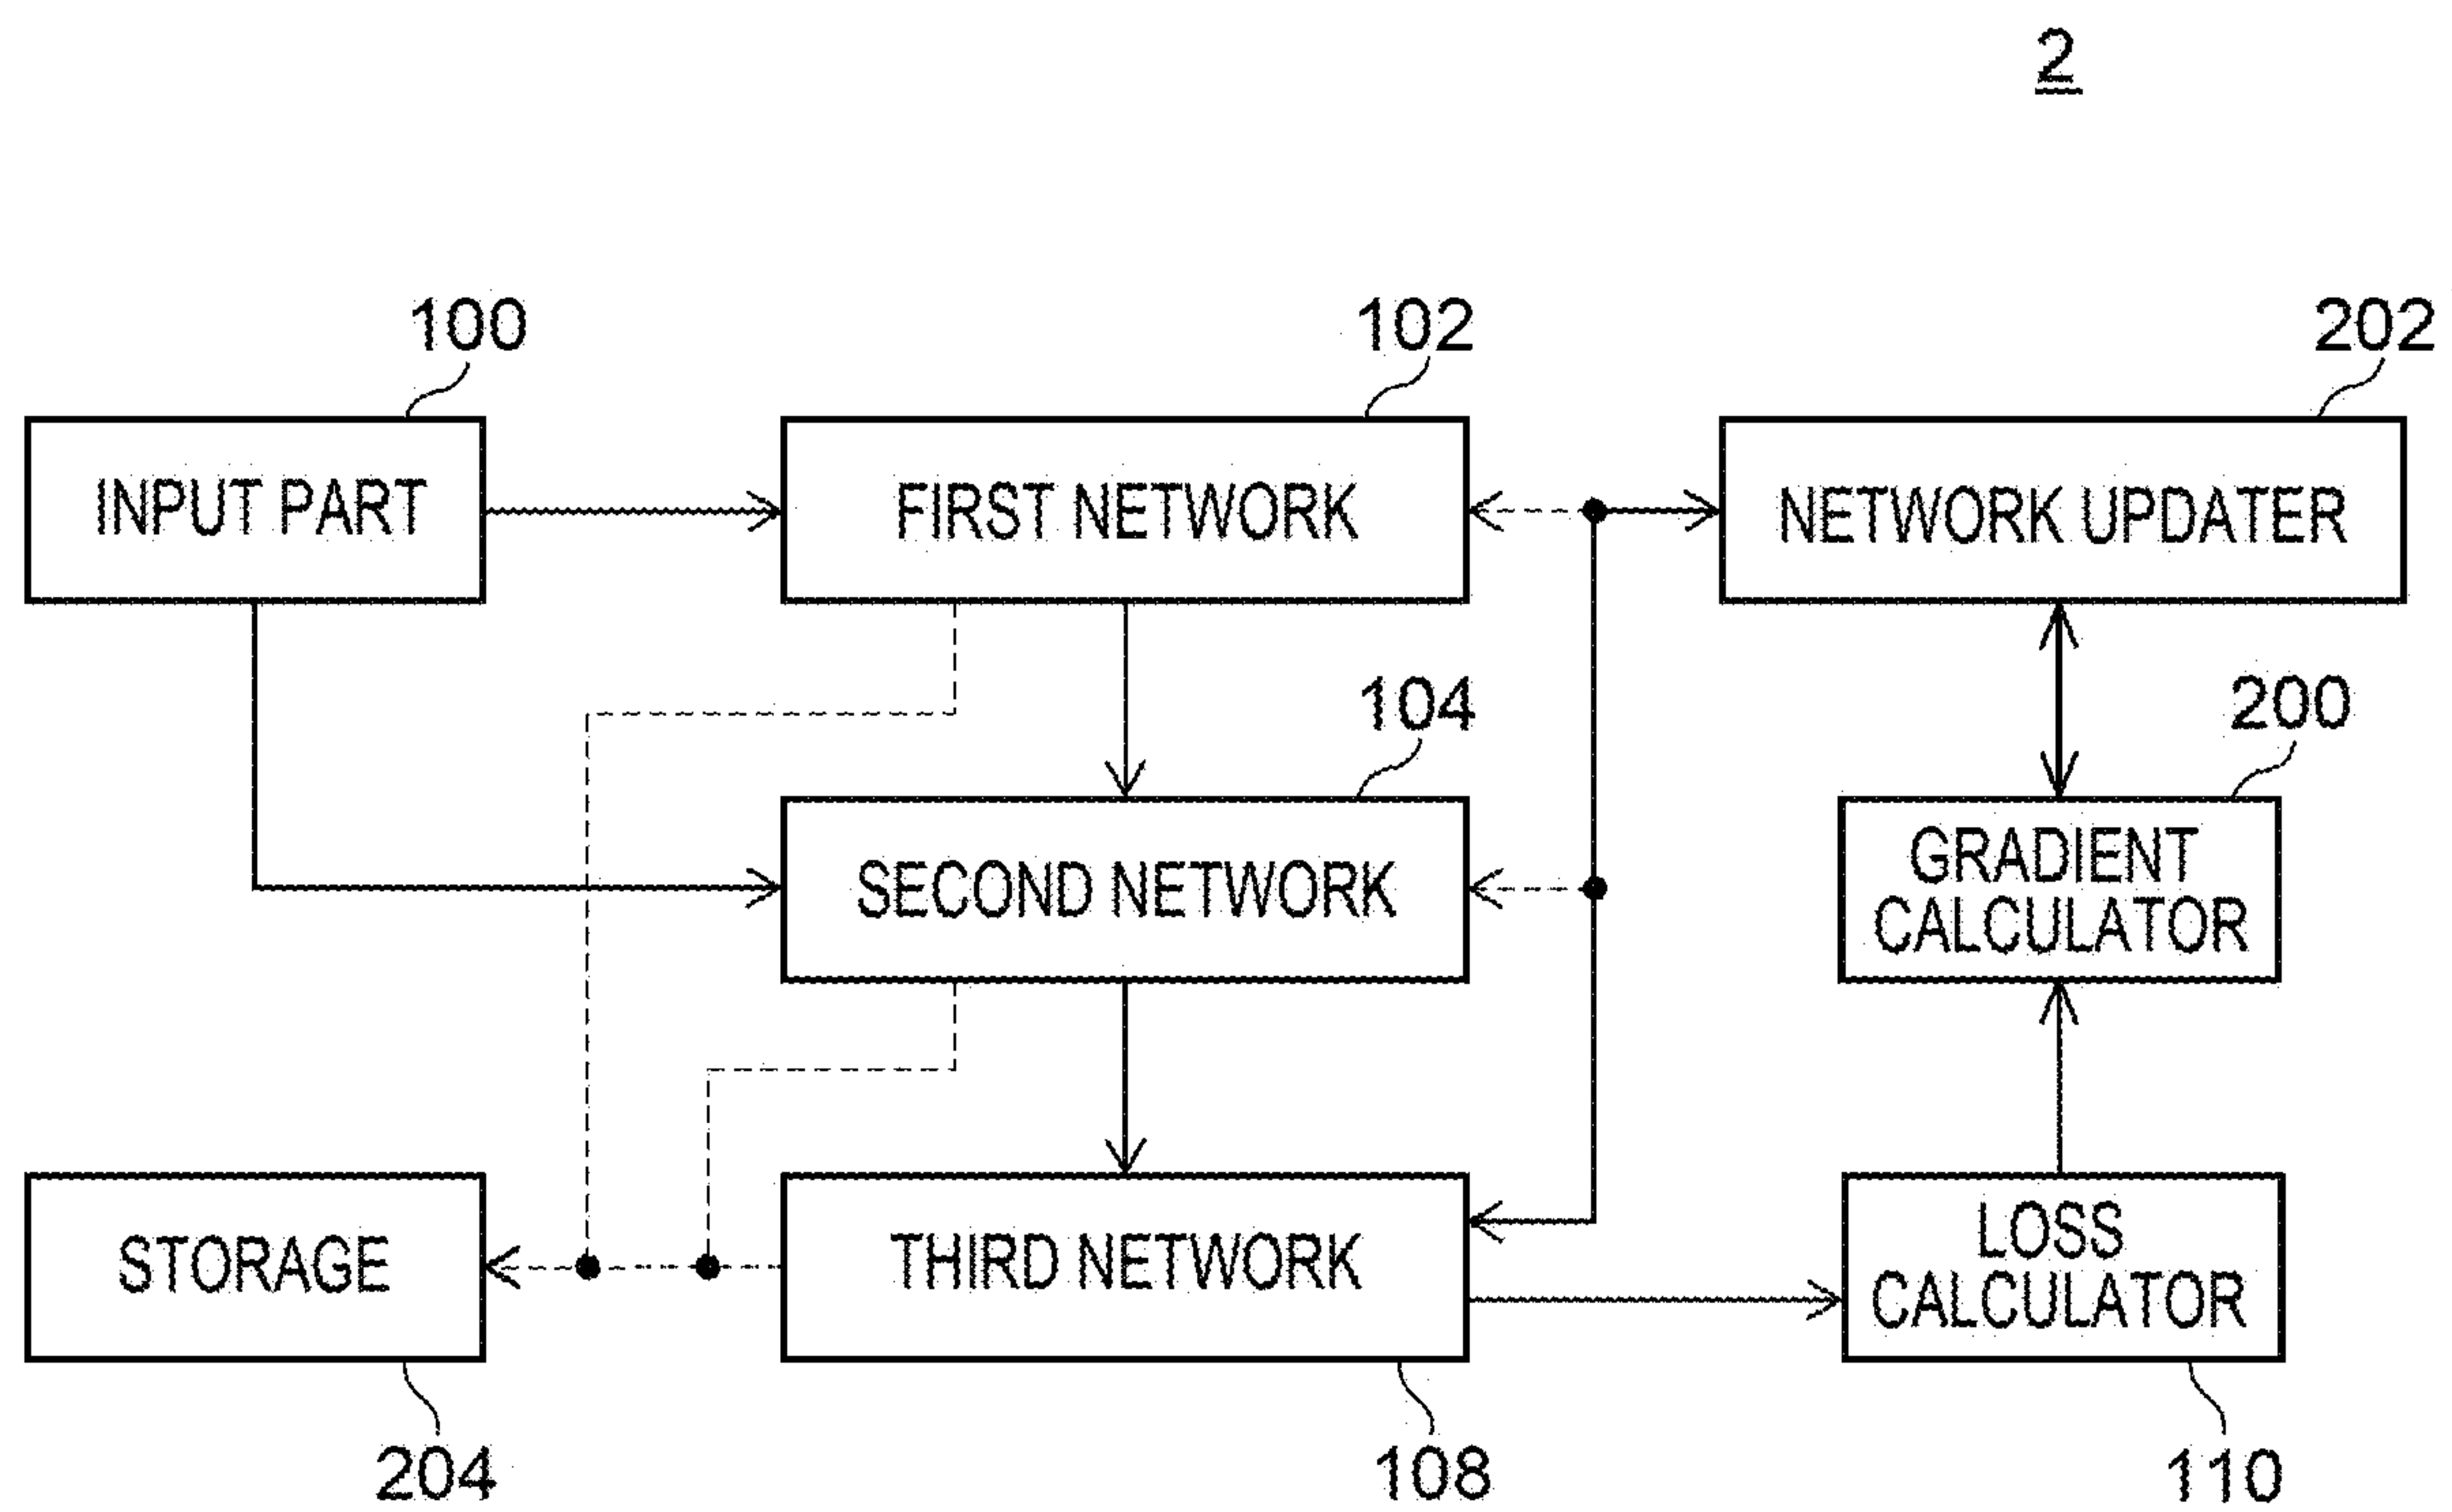 2
100
102
202
INPUT PART
FIRST NETWORK
NETWORK UPDATER
104
200
SECOND NETWORK
GRADIENT
CALCULATOR
STORAGE
THIRD NETWORK
LOSS
CALCULATOR
204
108
110